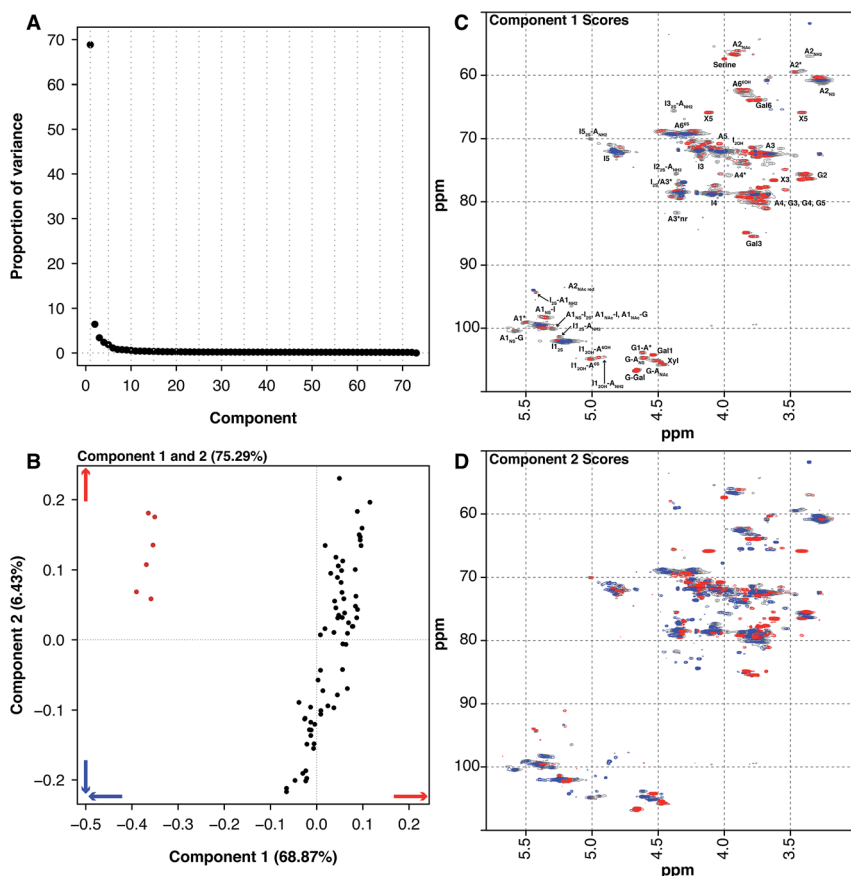 A
70
60
50
40
30
20
10
0
Proportion of variance
0 10 20 30 40 50 60 70
Component
B
Component 1 and 2 (75.29%)
0.2
0.1
0.0
−0.1
−0.2
Component 2 (6.43%)
−0.5 −0.4 −0.3 −0.2 −0.1 0.0 0.1 0.2
Component 1 (68.87%)
C
Component 1 Scores
A2NAc
A2NH2
Serine
A2*
A66OH
A2NS
Gal6
I32S-ANH2
X5
X5
A66S
A5
I2OH
A3
I52S-ANH2
I5
I3
I22S-ANH2
A4*
X3
G2
I2S/A3*
I4
A4, G3, G4, G5
A3*nr
Gal3
A2NAc red
I2S-A1NH2
A1NS-I
A1NS-I2S, A1NAc-I, A1NAc-G
A1*
I12S-ANH2
A1NS-G
I12S
I12OH-A6OH
G1-A*
Gal1
G-ANS
Xyl
I12OH-A6S
G-ANAc
G-Gal
I12OH-ANH2
60
70
80
90
100
ppm
5.5 5.0 4.5 4.0 3.5
ppm
D
Component 2 Scores
60
70
80
90
100
ppm
5.5 5.0 4.5 4.0 3.5
ppm